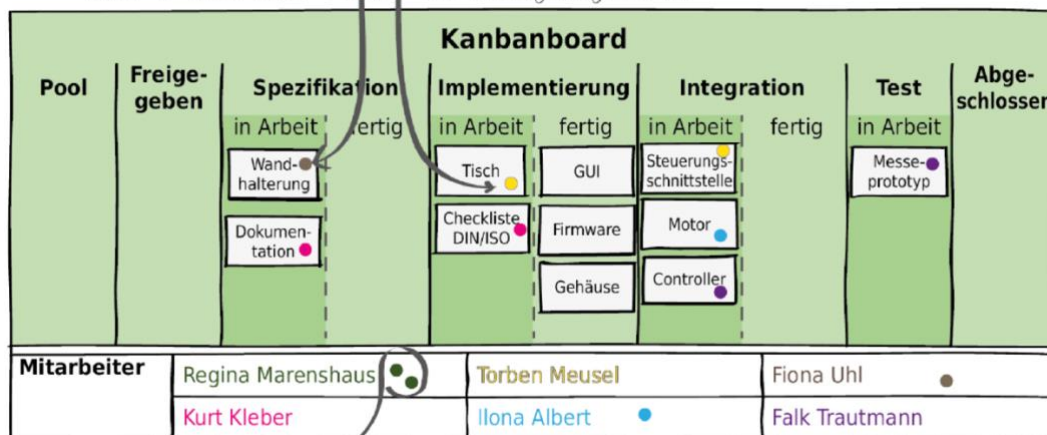 Kanbanboard
Pool
Freige-
geben
Spezifikation
Implementierung
Integration
Test
Abge-
schlossen
in Arbeit
fertig
in Arbeit
fertig
in Arbeit
fertig
in Arbeit
Wand-
halterung
Tisch
GUI
Steuerungs-
schnittstelle
Messe-
prototyp
Dokumen-
tation
Checkliste
DIN/ISO
Firmware
Motor
Gehäuse
Controller
Mitarbeiter
Regina Marenshaus
Torben Meusel
Fiona Uhl
Kurt Kleber
Ilona Albert
Falk Trautmann